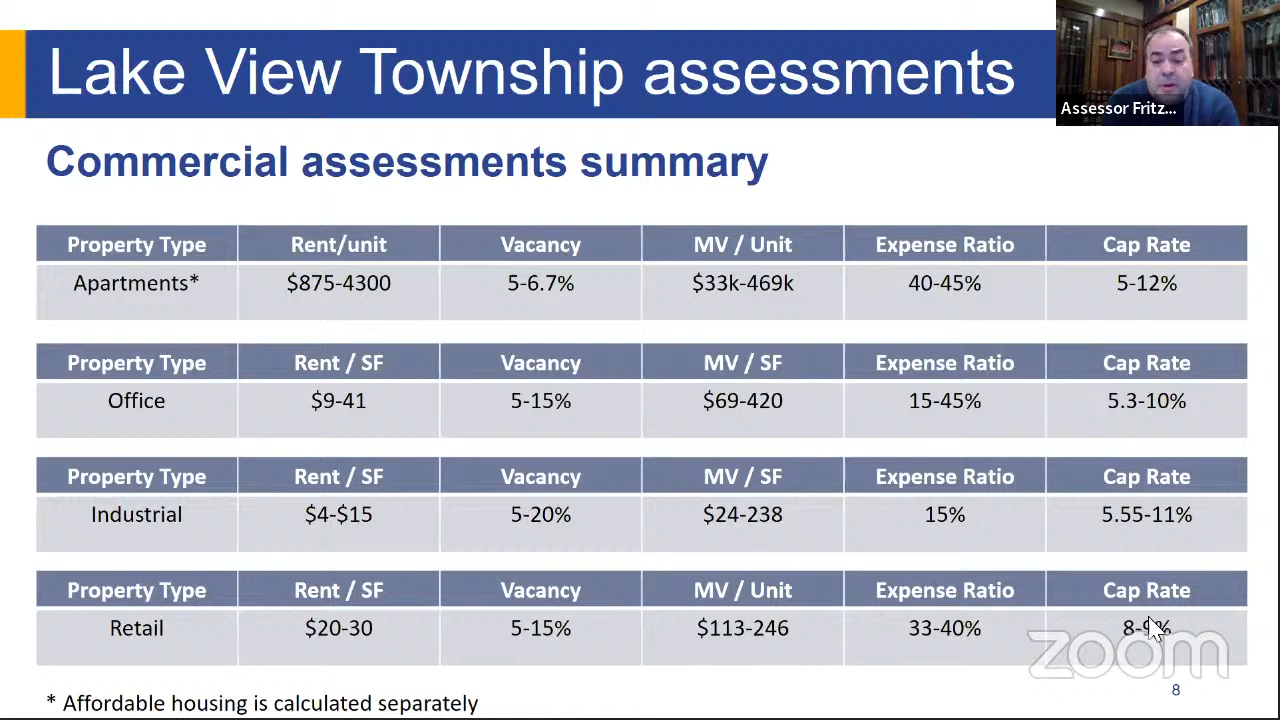 Lake View Township assessments
Assessor Fritz...
Commercial assessments summary
Property Type Rent/unit Vacancy MV / Unit Expense Ratio Cap Rate
Apartments* $875-4300 5-6.7% $33k-469k 40-45% 5-12%
Property Type Rent / SF Vacancy MV / SF Expense Ratio Cap Rate
Office $9-41 5-15% $69-420 15-45% 5.3-10%
Property Type Rent / SF Vacancy MV / SF Expense Ratio Cap Rate
Industrial $4-$15 5-20% $24-238 15% 5.55-11%
Property Type Rent / SF Vacancy MV / Unit Expense Ratio Cap Rate
Retail $20-30 5-15% $113-246 33-40% 8-9%
zoom
8
* Affordable housing is calculated separately